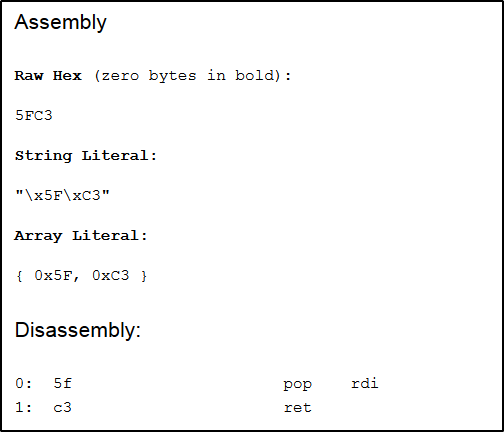 Assembly
Raw Hex (zero bytes in bold):
5FC3
String Literal:
"\x5F\xC3"
Array Literal:
{ 0x5F, 0xC3 }
Disassembly:
0: 5f pop rdi
1: c3 ret